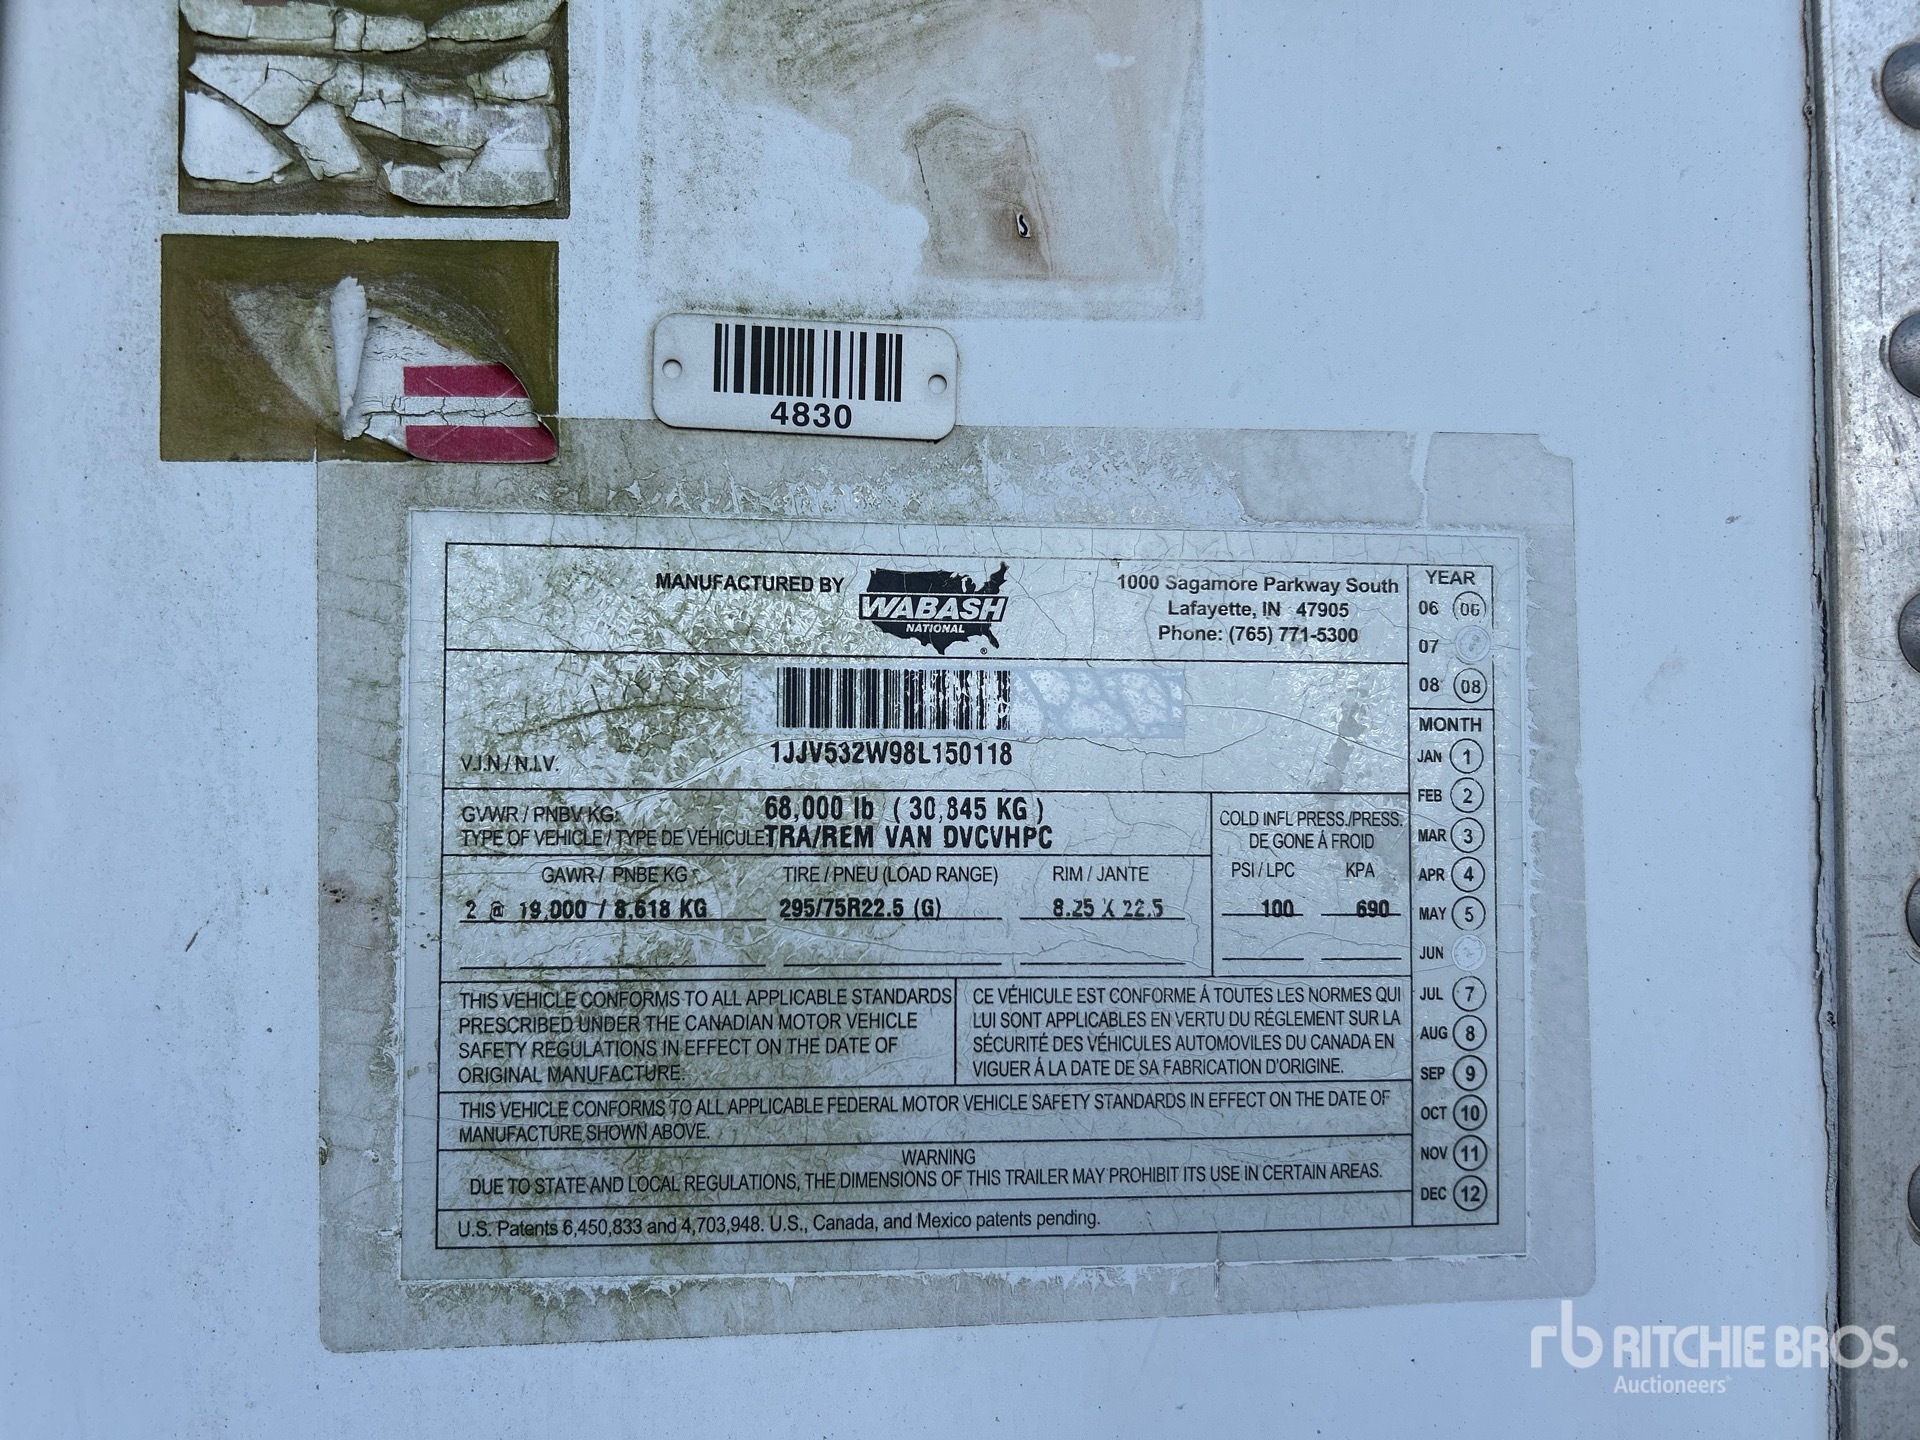 4830
MANUFACTURED BY
WABASH
NATIONAL
®
1000 Sagamore Parkway South
Lafayette, IN 47905
Phone: (765) 771-5300
YEAR
06 06
07
08 08
V.I.N / N.I.V.
1JJV532W98L150118
GVWR / PNBV KG: 68,000 lb ( 30,845 KG )
TYPE OF VEHICLE / TYPE DE VÉHICULE: TRA/REM VAN DVCVHPC
COLD INFL PRESS./PRESS.
DE GONE Á FROID
GAWR / PNBE KG TIRE / PNEU (LOAD RANGE) RIM / JANTE PSI / LPC KPA
2 @ 19,000 / 8,618 KG 295/75R22.5 (G) 8.25 X 22.5 100 690
THIS VEHICLE CONFORMS TO ALL APPLICABLE STANDARDS
PRESCRIBED UNDER THE CANADIAN MOTOR VEHICLE
SAFETY REGULATIONS IN EFFECT ON THE DATE OF
ORIGINAL MANUFACTURE.
CE VÉHICULE EST CONFORME Á TOUTES LES NORMES QUI
LUI SONT APPLICABLES EN VERTU DU RÉGLEMENT SUR LA
SÉCURITÉ DES VÉHICULES AUTOMOVILES DU CANADA EN
VIGUER Á LA DATE DE SA FABRICATION D'ORIGINE.
THIS VEHICLE CONFORMS TO ALL APPLICABLE FEDERAL MOTOR VEHICLE SAFETY STANDARDS IN EFFECT ON THE DATE OF
MANUFACTURE SHOWN ABOVE.
WARNING
DUE TO STATE AND LOCAL REGULATIONS, THE DIMENSIONS OF THIS TRAILER MAY PROHIBIT ITS USE IN CERTAIN AREAS.
U.S. Patents 6,450,833 and 4,703,948. U.S., Canada, and Mexico patents pending.
MONTH
JAN 1
FEB 2
MAR 3
APR 4
MAY 5
JUN
JUL 7
AUG 8
SEP 9
OCT 10
NOV 11
DEC 12
rb RITCHIE BROS.
Auctioneers